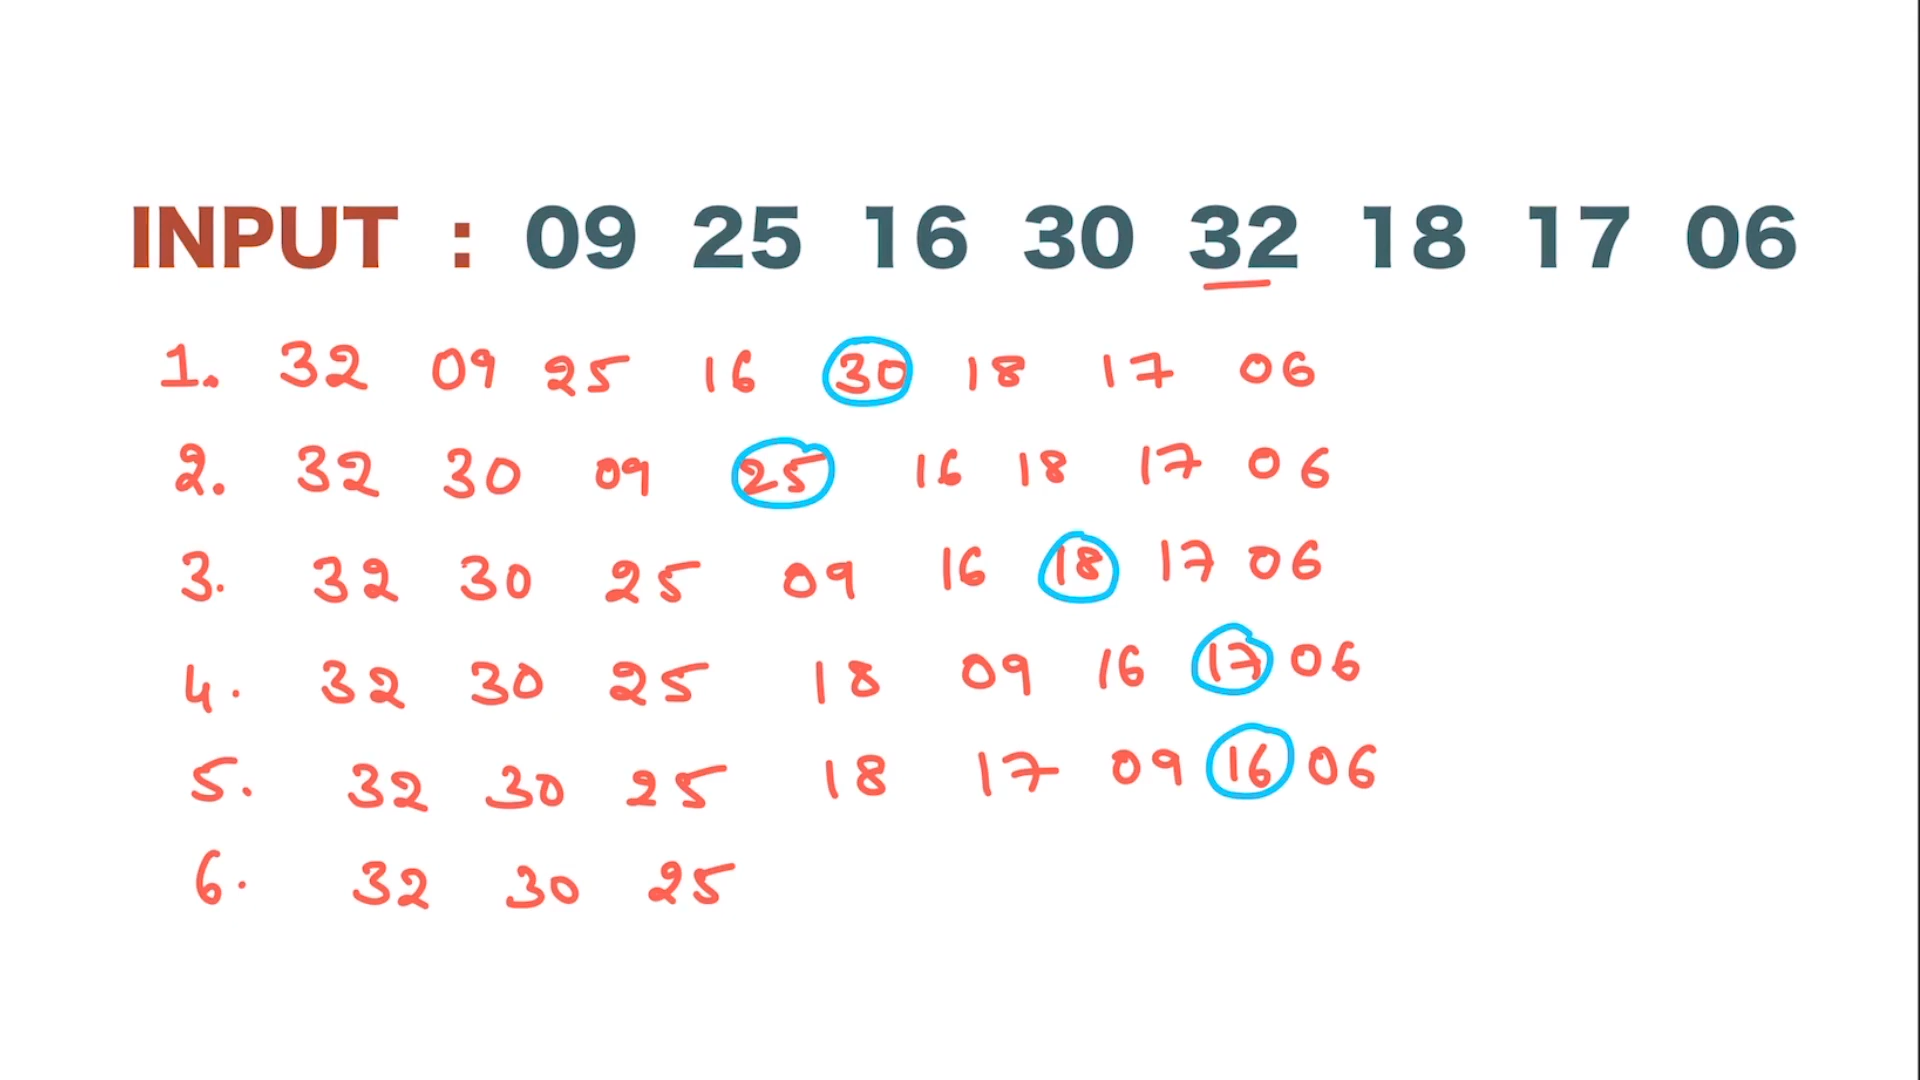 INPUT : 09 25 16 30 32 18 17 06
1. 32 09 25 16 30 18 17 06
2. 32 30 09 25 16 18 17 06
3. 32 30 25 09 16 18 17 06
4. 32 30 25 18 09 16 17 06
5. 32 30 25 18 17 09 16 06
6. 32 30 25